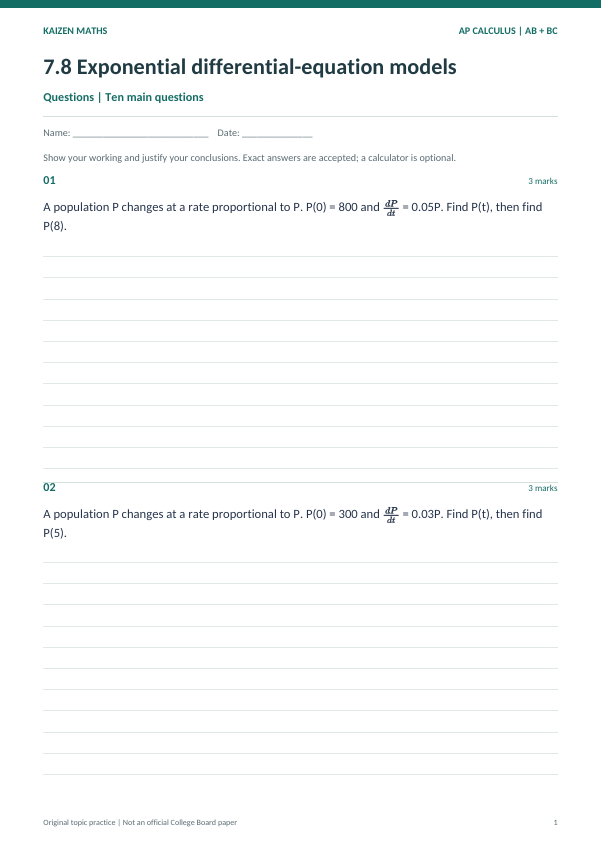 KAIZEN MATHS
AP CALCULUS | AB + BC
7.8 Exponential differential-equation models
Questions | Ten main questions
Name: ____________________________ Date: ______________
Show your working and justify your conclusions. Exact answers are accepted; a calculator is optional.
01
3 marks
A population P changes at a rate proportional to P. P(0) = 800 and dP/dt = 0.05P. Find P(t), then find
P(8).
02
3 marks
A population P changes at a rate proportional to P. P(0) = 300 and dP/dt = 0.03P. Find P(t), then find
P(5).
Original topic practice | Not an official College Board paper
1